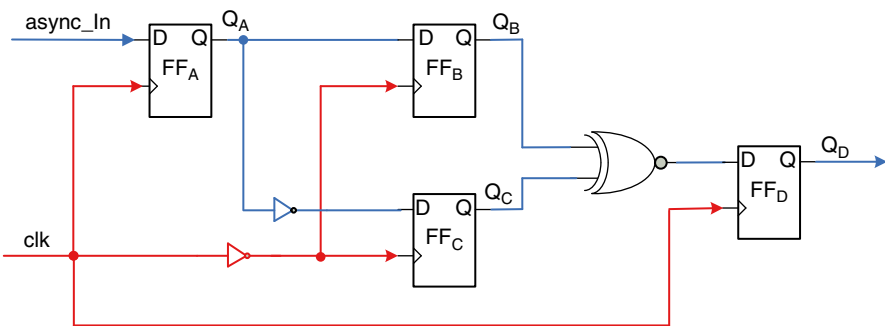 async_In
D Q
FF_A
Q_A
D Q
FF_B
Q_B
D Q
FF_C
Q_C
D Q
FF_D
Q_D
clk